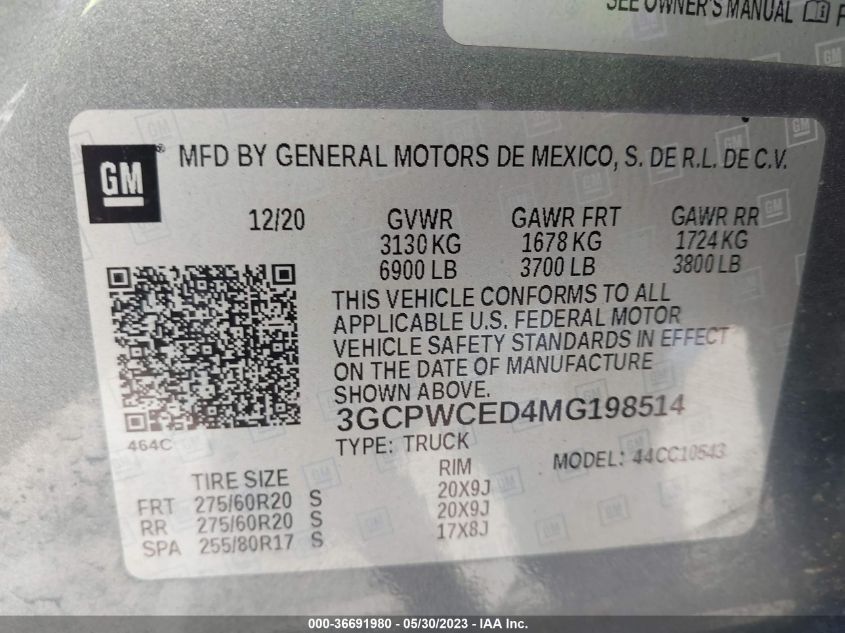 SEE OWNER'S MANUAL
GM
MFD BY GENERAL MOTORS DE MEXICO, S. DE R.L. DE C.V.
12/20 GVWR GAWR FRT GAWR RR
3130 KG 1678 KG 1724 KG
6900 LB 3700 LB 3800 LB
THIS VEHICLE CONFORMS TO ALL
APPLICABLE U.S. FEDERAL MOTOR
VEHICLE SAFETY STANDARDS IN EFFECT
ON THE DATE OF MANUFACTURE
SHOWN ABOVE.
3GCPWCED4MG198514
464C
TYPE: TRUCK
MODEL: 44CC10543
TIRE SIZE RIM
FRT 275/60R20 S 20X9J
RR 275/60R20 S 20X9J
SPA 255/80R17 S 17X8J
000-36691980 — 05/30/2023 — IAA Inc.